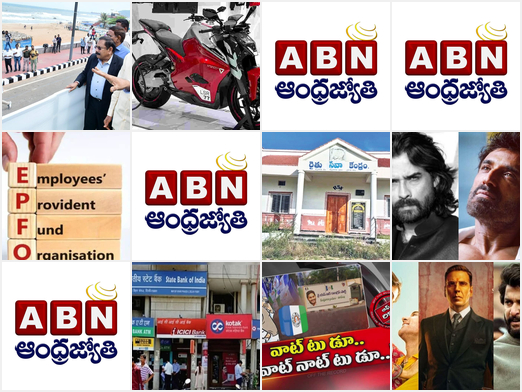 ABN
ఆంధ్రజ్యోతి
ABN
ఆంధ్రజ్యోతి
EPFO
Employees'
Provident
Fund
Organisation
ABN
ఆంధ్రజ్యోతి
రైతు సేవా కేంద్రం
ABN
ఆంధ్రజ్యోతి
State Bank of India
ICICI Bank
kotak
వాట్ టు డూ..
వాట్ నాట్ టు డూ..